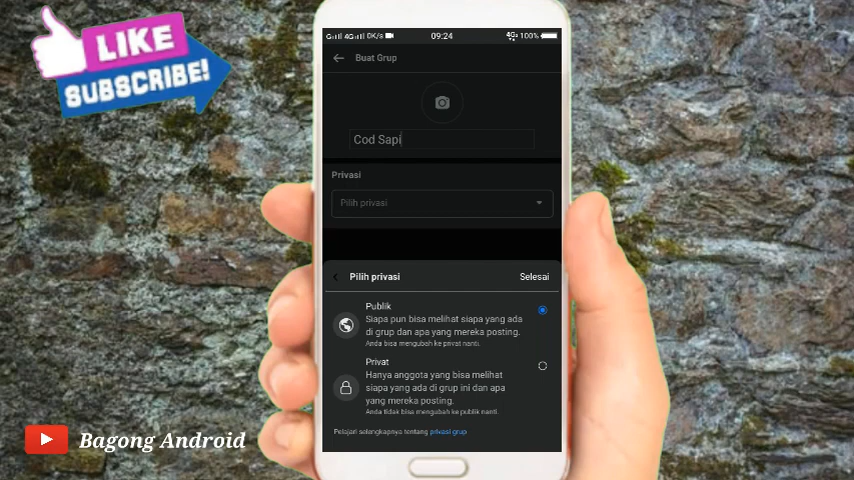 LIKE
SUBSCRIBE!
0K/s 09:24 4G 100%
Buat Grup
Cod Sapi
Privasi
Pilih privasi
Pilih privasi Selesai
Publik
Siapa pun bisa melihat siapa yang ada
di grup dan apa yang mereka posting.
Anda bisa mengubah ke privat nanti.
Privat
Hanya anggota yang bisa melihat
siapa yang ada di grup ini dan apa
yang mereka posting.
Anda tidak bisa mengubah ke publik nanti.
Pelajari selengkapnya tentang privasi grup
Bagong Android